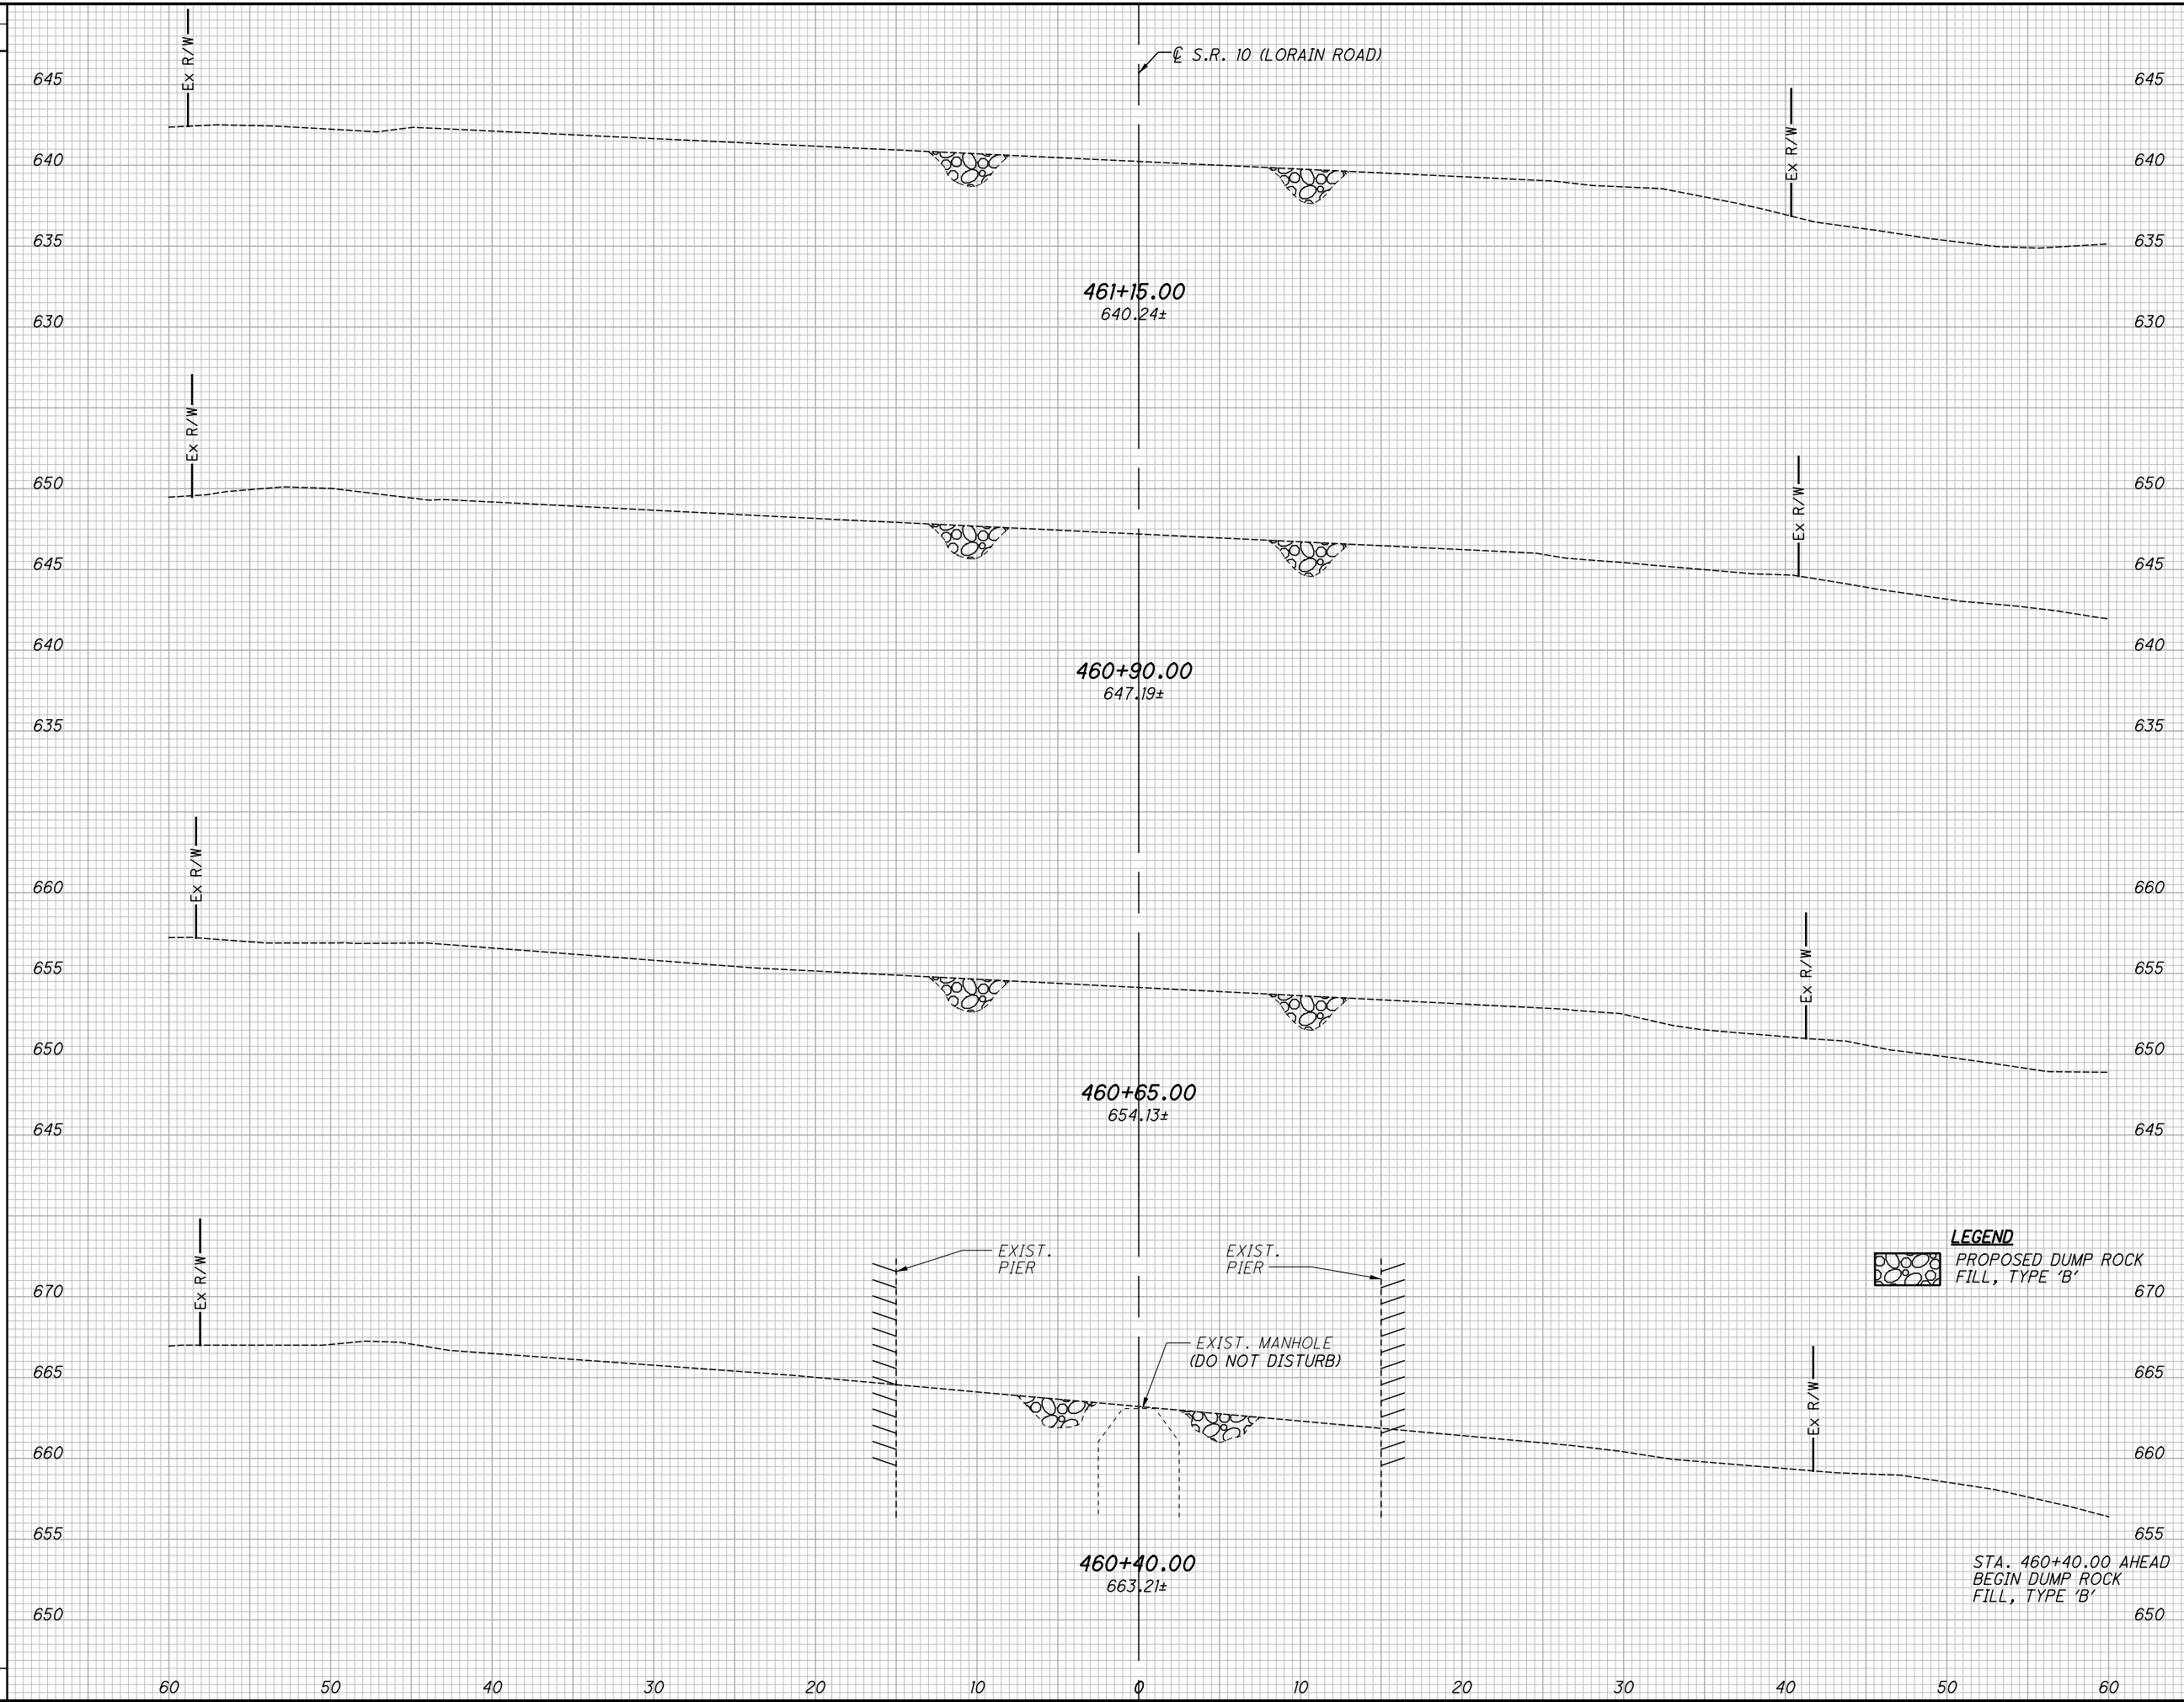 Ex R/W
℄ S.R. 10 (LORAIN ROAD)
645 645
Ex R/W
640 640
635 635
461+15.00
640.24±
630 630
Ex R/W
Ex R/W
650 650
645 645
640 640
460+90.00
647.19±
635 635
Ex R/W
660 660
Ex R/W
655 655
650 650
460+65.00
654.13±
645 645
LEGEND
PROPOSED DUMP ROCK
FILL, TYPE 'B'
EXIST.
PIER
EXIST.
PIER
Ex R/W
670 670
EXIST. MANHOLE
(DO NOT DISTURB)
665 665
Ex R/W
660 660
655 655
460+40.00
663.21±
STA. 460+40.00 AHEAD
BEGIN DUMP ROCK
FILL, TYPE 'B'
650 650
60 50 40 30 20 10 0 10 20 30 40 50 60